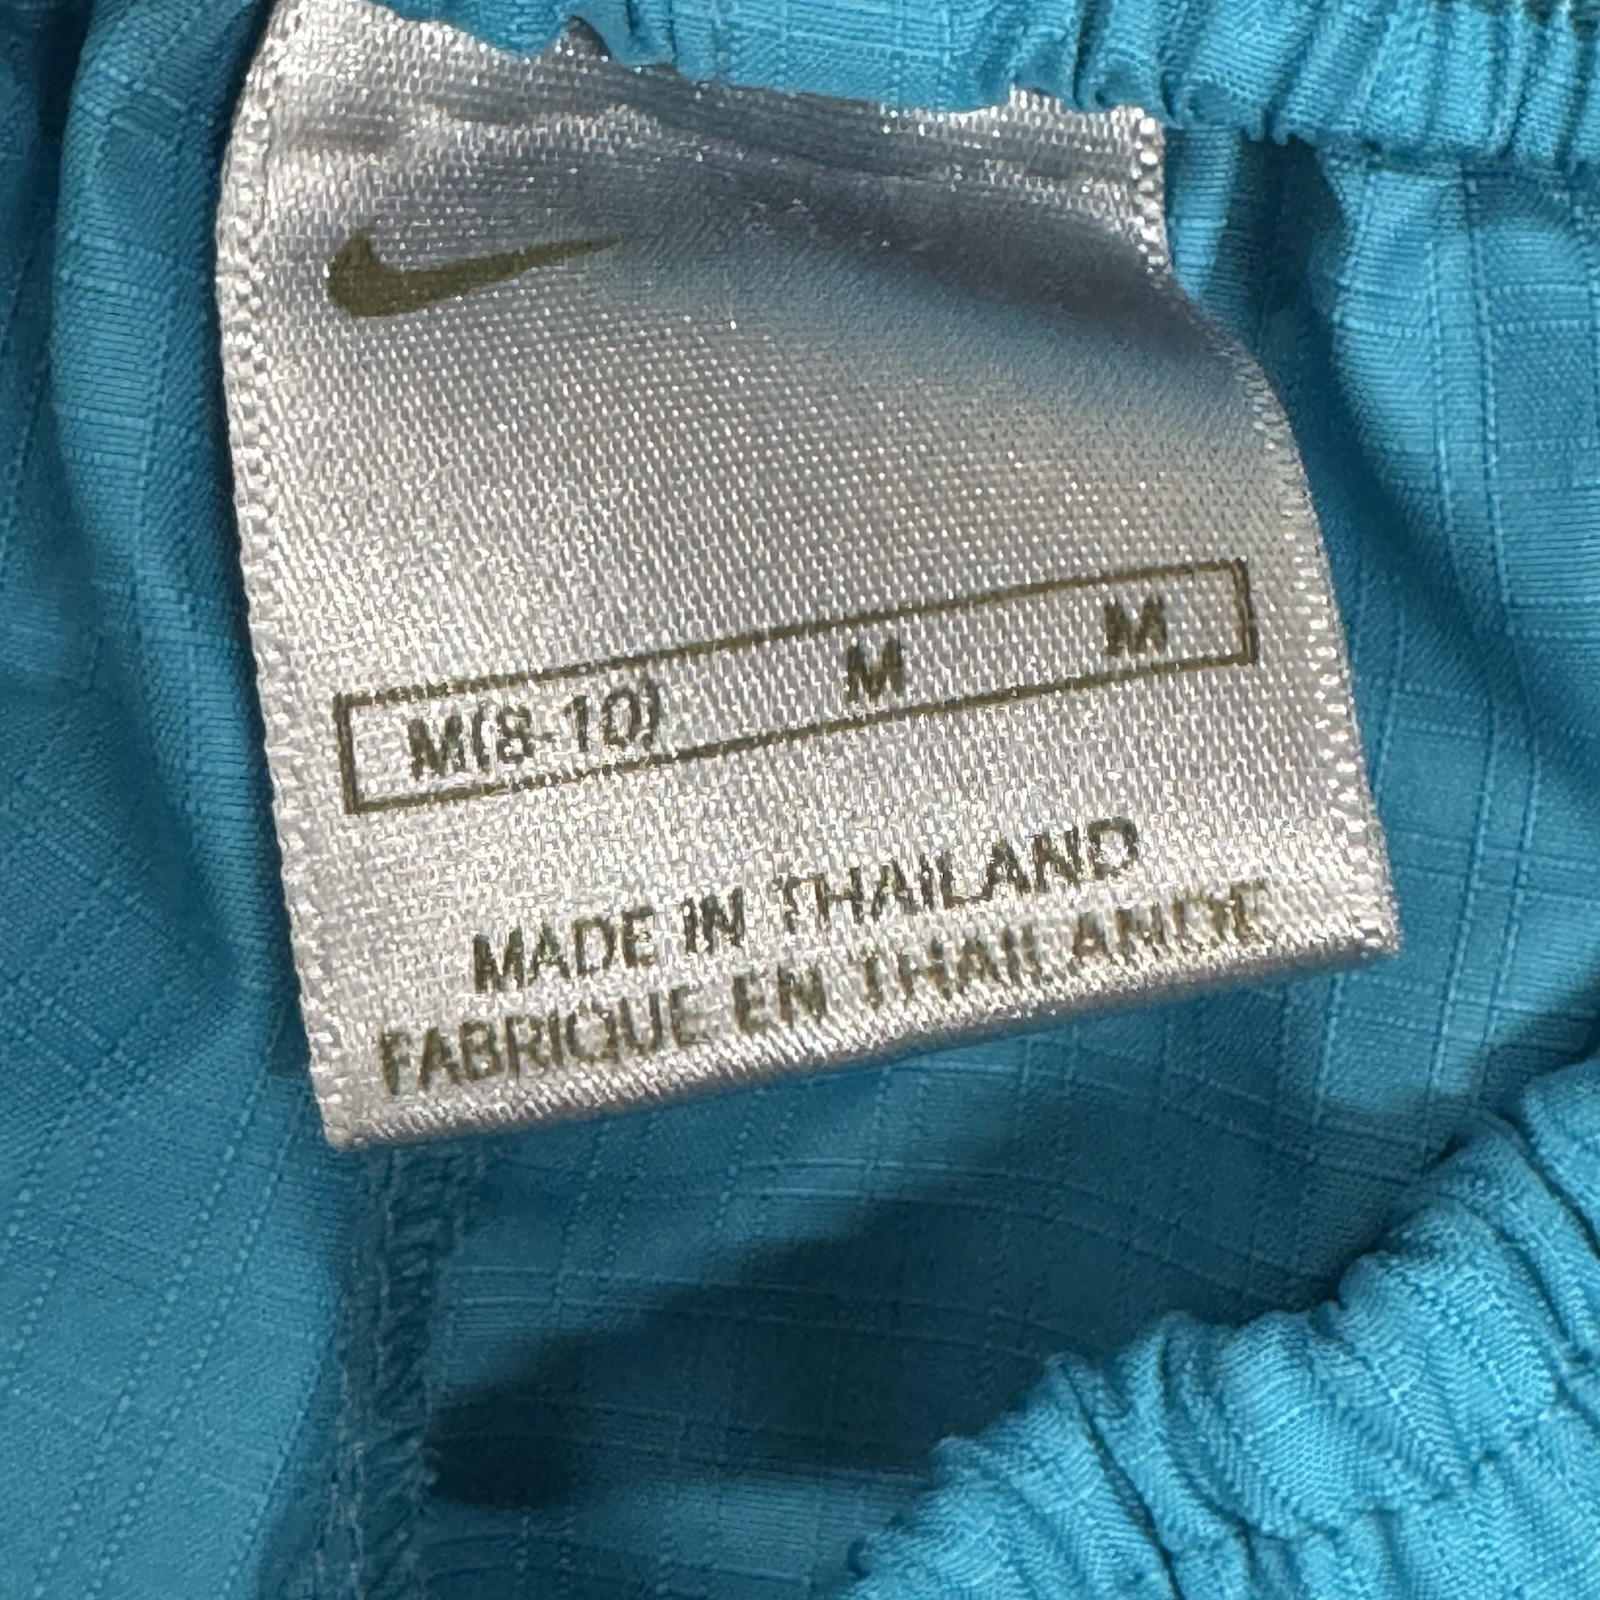 M(8-10) M M
MADE IN THAILAND
FABRIQUE EN THAILANDE